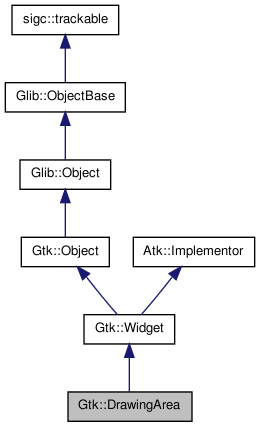 sigc::trackable
Glib::ObjectBase
Glib::Object
Gtk::Object
Atk::Implementor
Gtk::Widget
Gtk::DrawingArea